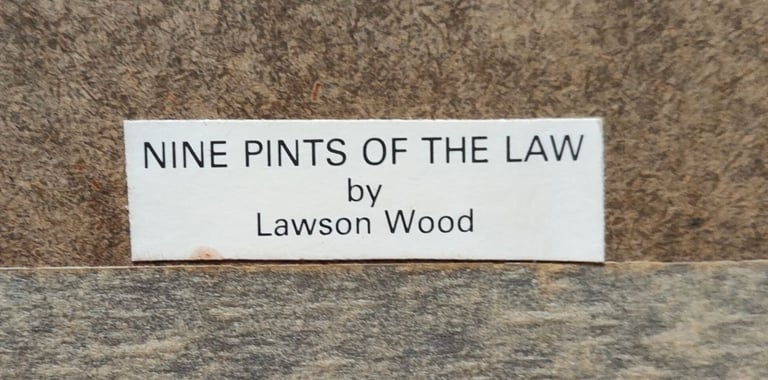 NINE PINTS OF THE LAW
by
Lawson Wood